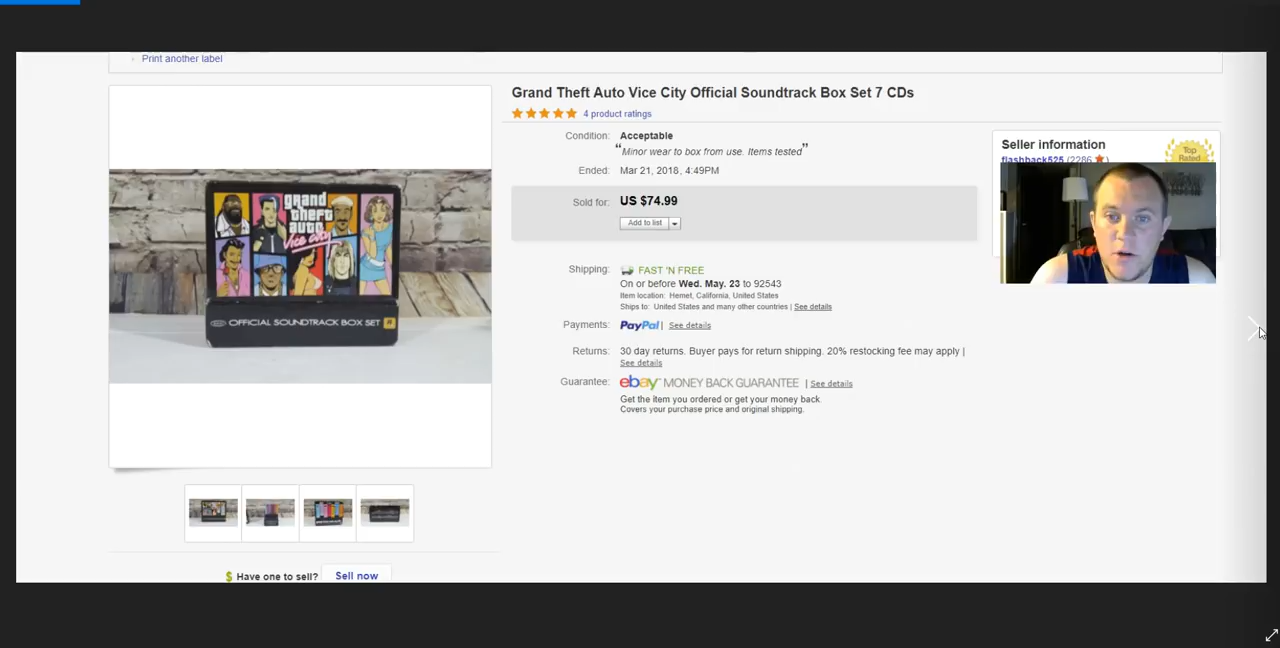 Print another label
Grand Theft Auto Vice City Official Soundtrack Box Set 7 CDs
4 product ratings
Condition: Acceptable
“Minor wear to box from use. Items tested”
Ended: Mar 21, 2018, 4:49PM
Sold for: US $74.99
Add to list
Shipping: FAST 'N FREE
On or before Wed. May. 23 to 92543
Item location: Hemet, California, United States
Ships to: United States and many other countries | See details
Payments: PayPal | See details
Returns: 30 day returns. Buyer pays for return shipping. 20% restocking fee may apply |
See details
Guarantee: ebay MONEY BACK GUARANTEE | See details
Get the item you ordered or get your money back.
Covers your purchase price and original shipping.
Seller information
flashback525 (2286
Top
Rated
grand
theft
auto
vice city
OFFICIAL SOUNDTRACK BOX SET
$ Have one to sell? Sell now